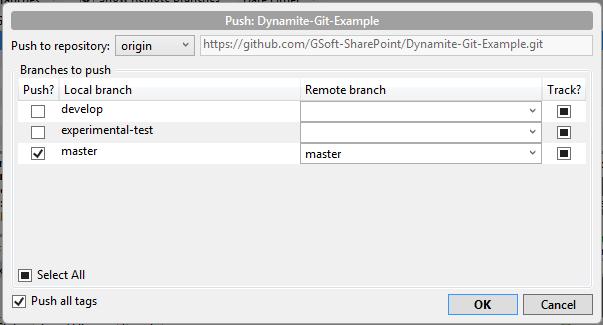 Push: Dynamite-Git-Example
Push to repository: origin https://github.com/GSoft-SharePoint/Dynamite-Git-Example.git
Branches to push
Push? Local branch Remote branch Track?
develop
experimental-test
master master
Select All
Push all tags
OK Cancel